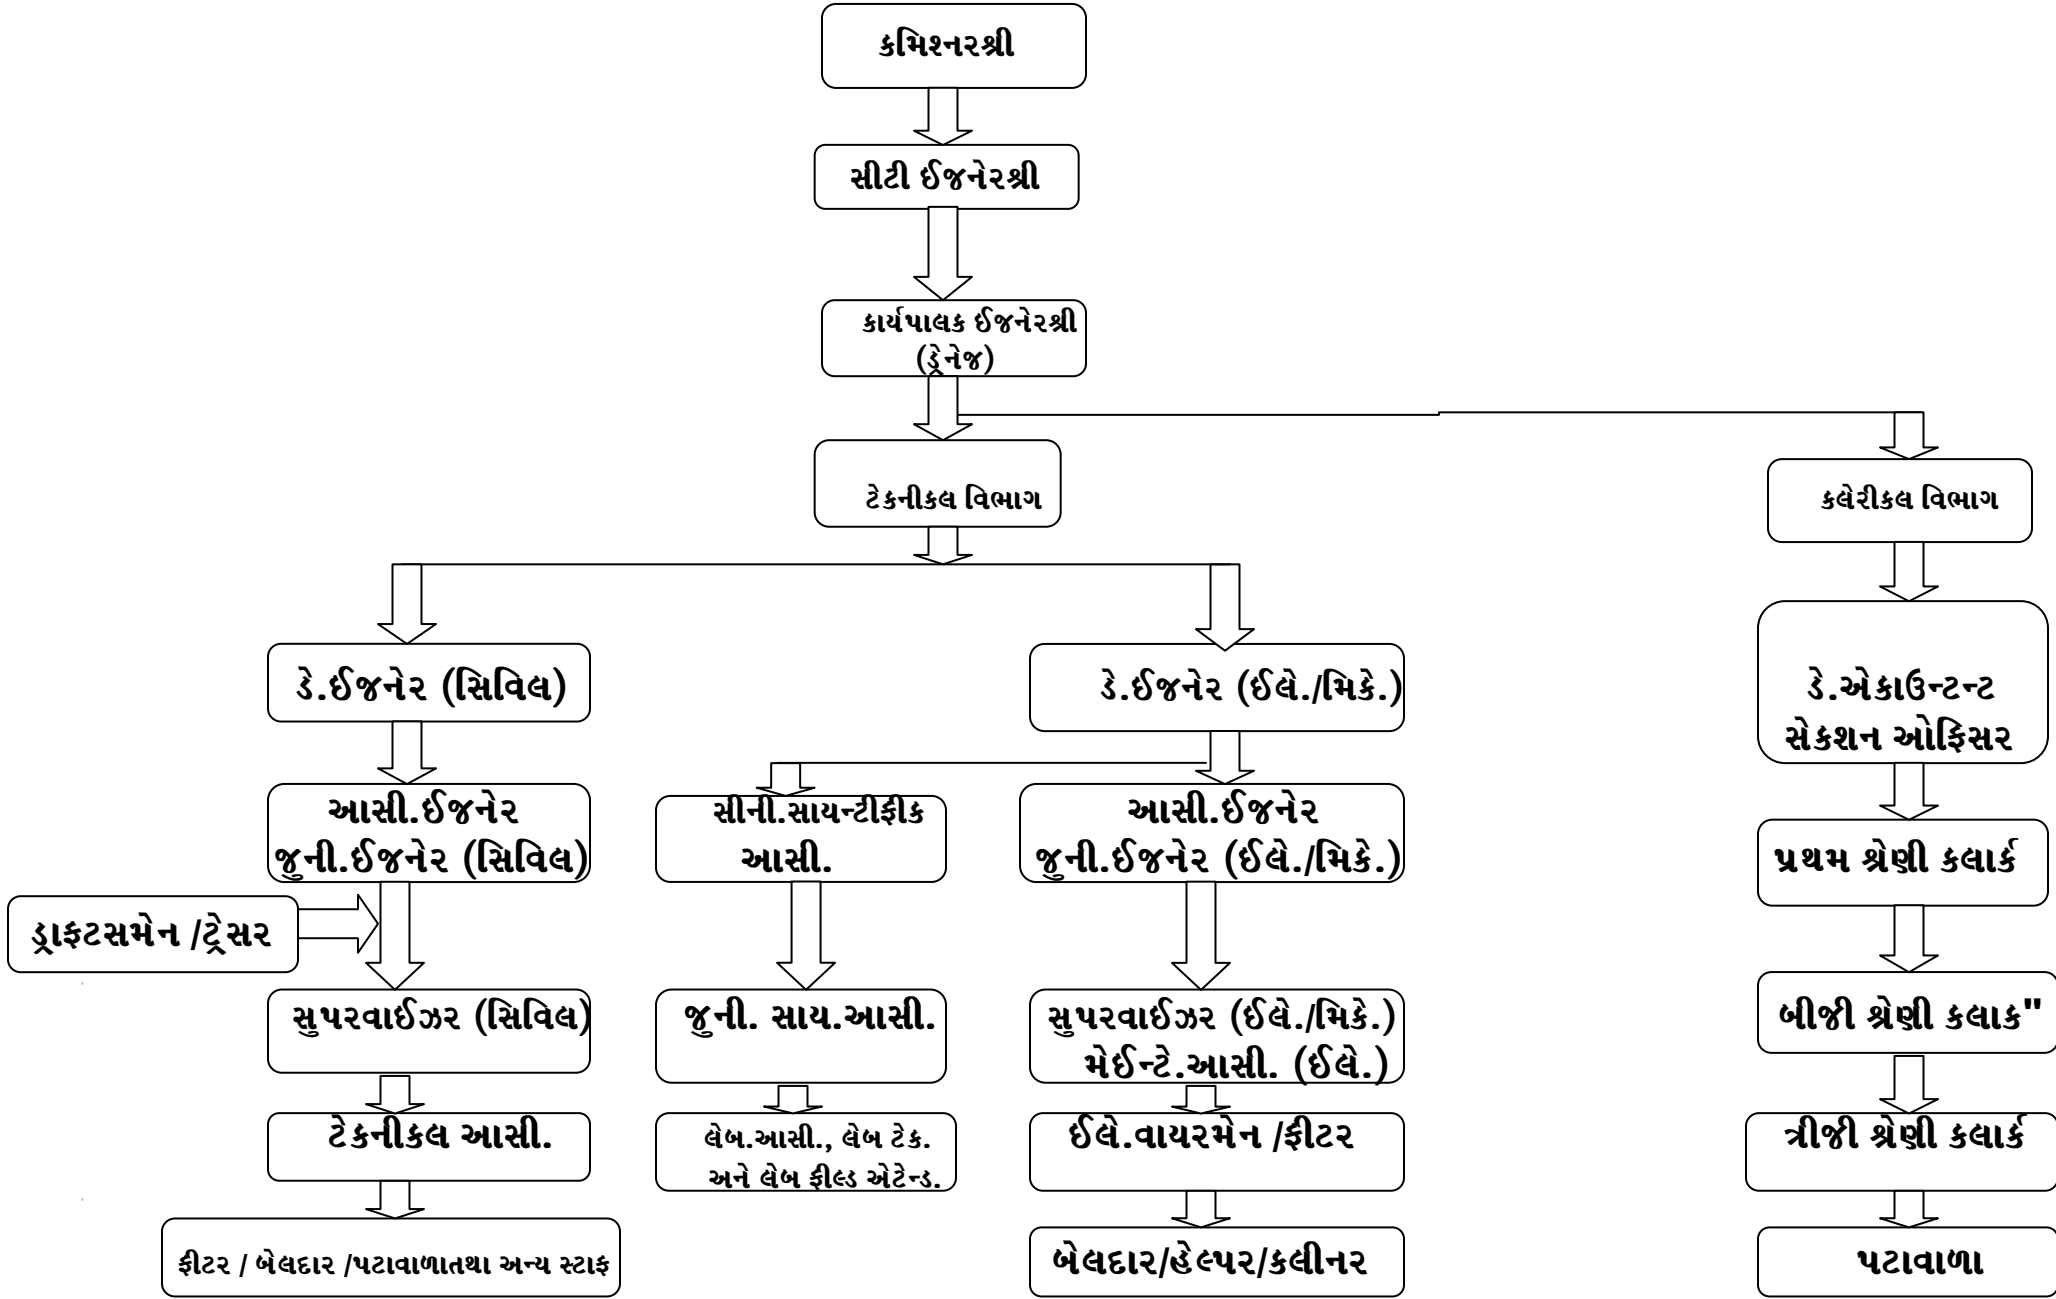 કમિશ્નરશ્રી
સીટી ઈજનેરશ્રી
કાર્યપાલક ઈજનેરશ્રી
(ડ્રેનેજ)
ટેકનીકલ વિભાગ
કલેરીકલ વિભાગ
ડે.ઈજનેર (સિવિલ)
ડે.ઈજનેર (ઈલે./મિકે.)
ડે.એકાઉન્ટન્ટ
સેકશન ઓફિસર
આસી.ઈજનેર
જુની.ઈજનેર (સિવિલ)
સીની.સાયન્ટીફીક
આસી.
આસી.ઈજનેર
જુની.ઈજનેર (ઈલે./મિકે.)
પ્રથમ શ્રેણી કલાર્ક
ડ્રાફટસમેન /ટ્રેસર
સુપરવાઈઝર (સિવિલ)
જુની. સાય.આસી.
સુપરવાઈઝર (ઈલે./મિકે.)
મેઈન્ટે.આસી. (ઈલે.)
બીજી શ્રેણી કલાક"
ટેકનીકલ આસી.
લેબ.આસી., લેબ ટેક.
અને લેબ ફીલ્ડ એટેન્ડ.
ઈલે.વાયરમેન /ફીટર
ત્રીજી શ્રેણી કલાર્ક
ફીટર / બેલદાર /પટાવાળાતથા અન્ય સ્ટાફ
બેલદાર/હેલ્પર/કલીનર
પટાવાળા